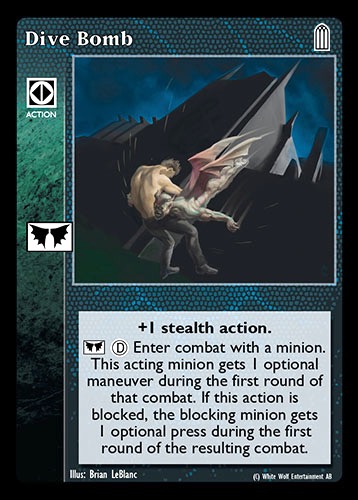 Dive Bomb
ACTION
+1 stealth action.
D Enter combat with a minion.
This acting minion gets 1 optional
maneuver during the first round of
that combat. If this action is
blocked, the blocking minion gets
1 optional press during the first
round of the resulting combat.
Illus: Brian LeBlanc
(C) White Wolf Entertainment AB